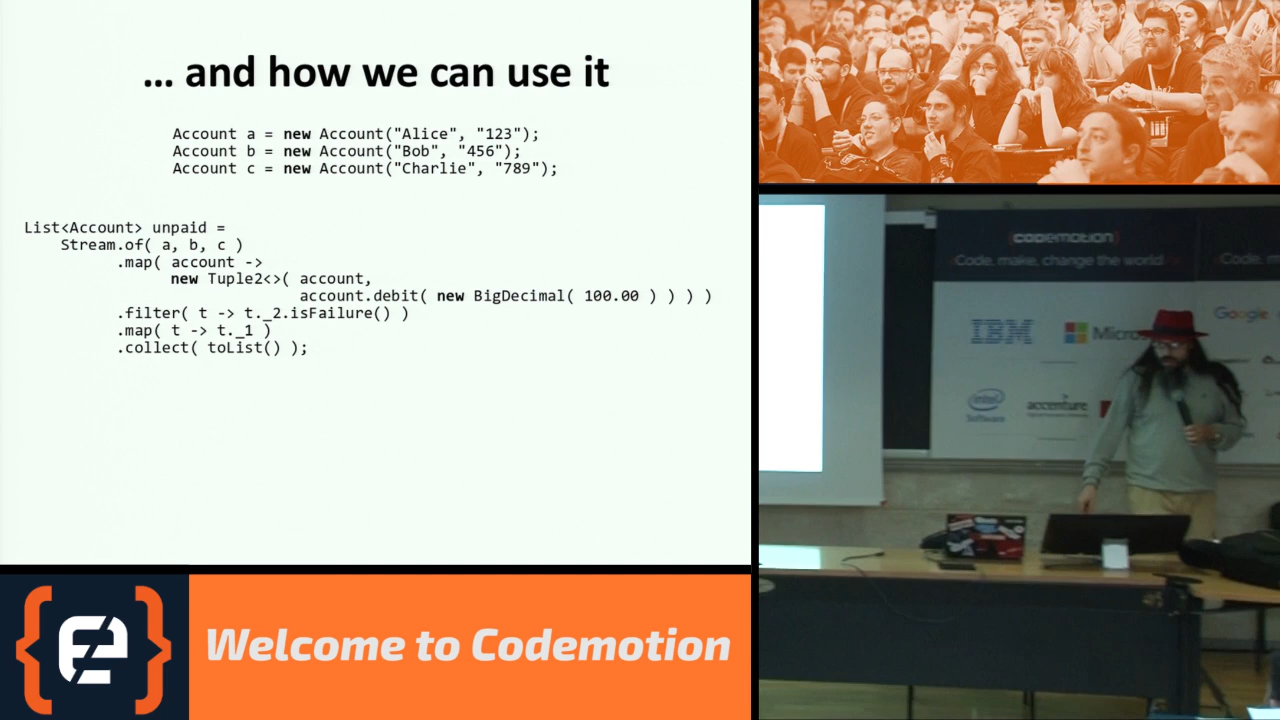 … and how we can use it
Account a = new Account("Alice", "123");
Account b = new Account("Bob", "456");
Account c = new Account("Charlie", "789");
List<Account> unpaid =
Stream.of( a, b, c )
.map( account ->
new Tuple2<>( account,
account.debit( new BigDecimal( 100.00 ) ) ) )
.filter( t -> t._2.isFailure() )
.map( t -> t._1 )
.collect( toList() );
Welcome to Codemotion
{codemotion}
Code, make, change the world
Code,
IBM
Google
intel
Software
accenture